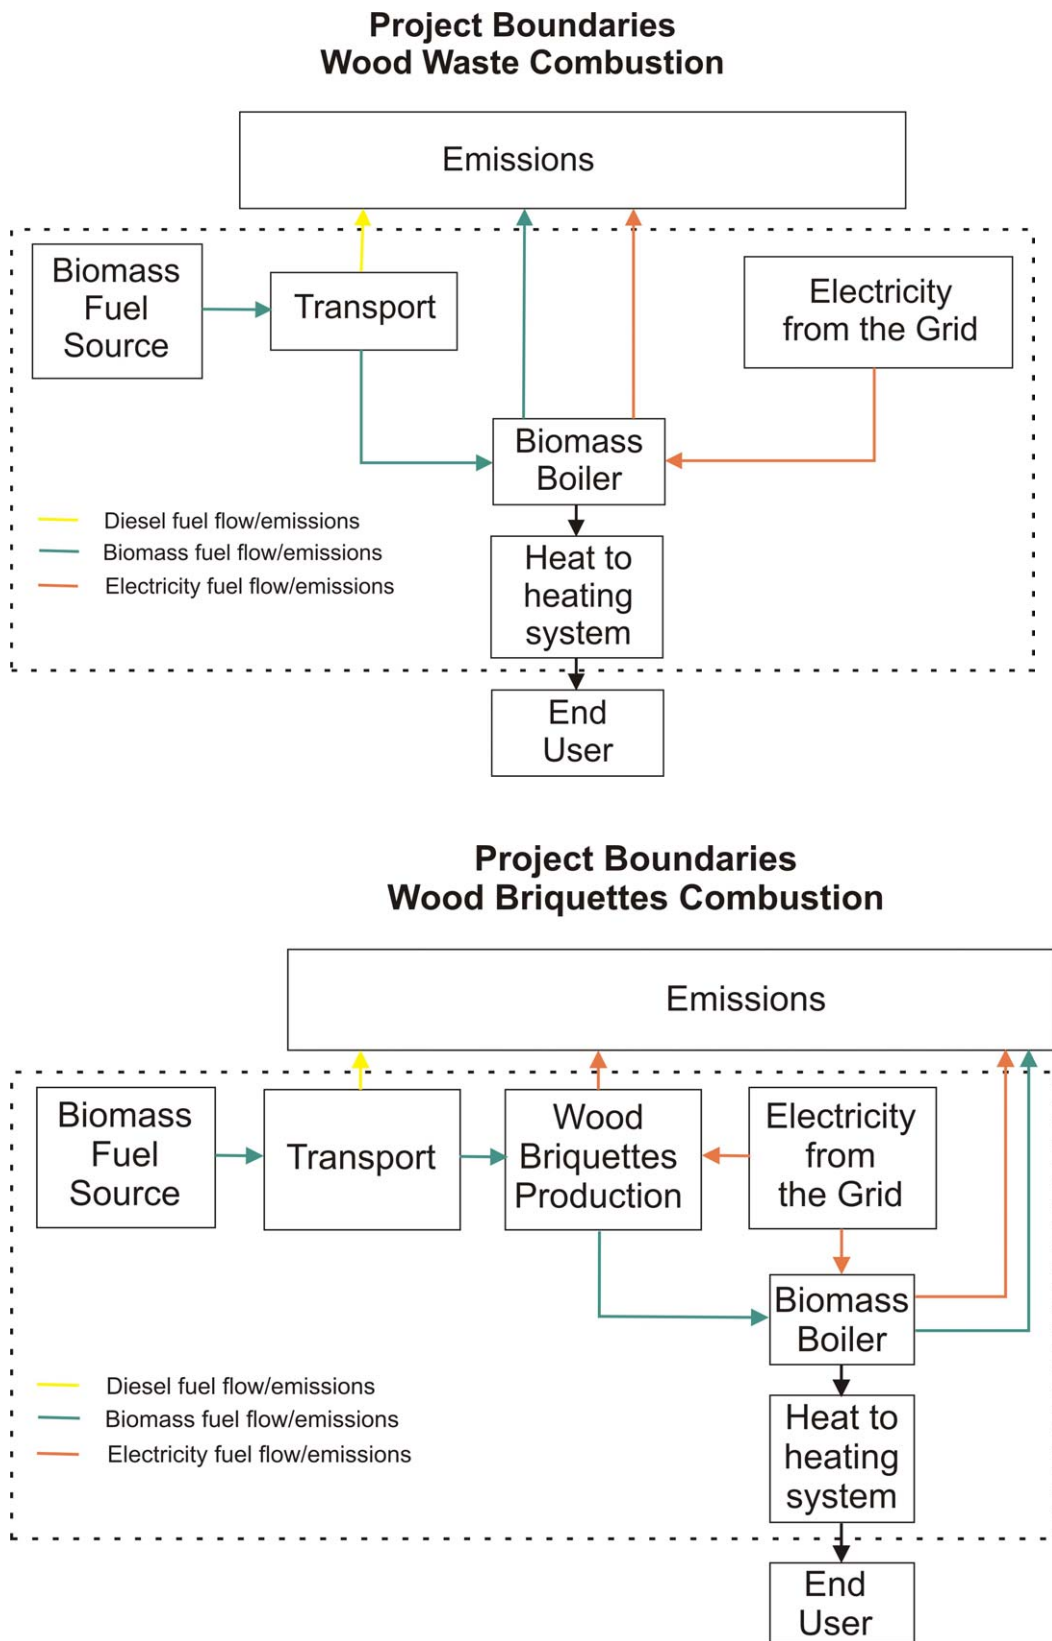 Project Boundaries
Wood Waste Combustion
Emissions
Biomass
Fuel
Source
Transport
Electricity
from the Grid
Biomass
Boiler
Diesel fuel flow/emissions
Biomass fuel flow/emissions
Electricity fuel flow/emissions
Heat to
heating
system
End
User
Project Boundaries
Wood Briquettes Combustion
Emissions
Biomass
Fuel
Source
Transport
Wood
Briquettes
Production
Electricity
from
the Grid
Biomass
Boiler
Diesel fuel flow/emissions
Biomass fuel flow/emissions
Electricity fuel flow/emissions
Heat to
heating
system
End
User